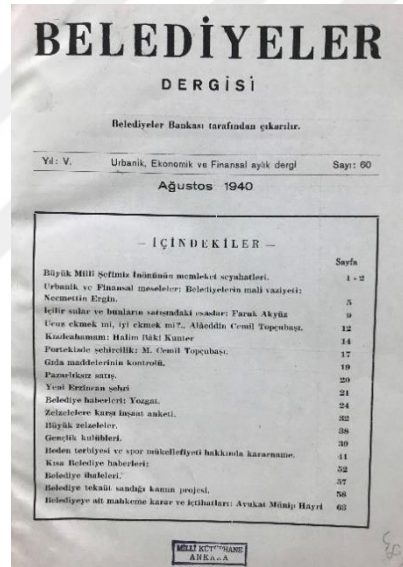 BELEDİYELER
DERGİSİ
Belediyeler Bankası tarafından çıkarılır.
Yıl: V. Urbanik, Ekonomik ve Finansal aylık dergi Sayı: 60
Ağustos 1940
— İÇİNDEKİLER —
Sayfa
Büyük Milli Şefimiz İnönünün memleket seyahatleri. 1 - 2
Urbanik ve Finansal meseleler: Belediyelerin mali vaziyeti:
Necmettin Ergin. 5
İçilir sular ve bunların satışındaki esaslar: Faruk Akyüz 9
Ucuz ekmek mi, iyi ekmek mi?.. Alâeddin Cemil Topçubaşı. 12
Kızılcahamam: Halim Bâki Kunter 14
Portekizde şehircilik: M. Cemil Topçubaşı. 17
Gıda maddelerinin kontrolü. 19
Pazarlıksız satış. 20
Yeni Erzincan şehri 21
Belediye haberleri: Yozgat. 24
Zelzelelere karşı inşaat anketi. 32
Büyük zelzeleler. 38
Gençlik kulübleri. 39
Beden terbiyesi ve spor mükellefiyeti hakkında kararname. 41
Kısa Belediye haberleri: 52
Belediye ihaleleri. 57
Belediye tekaüt sandığı kanun projesi. 58
Belediyeye ait mahkeme karar ve içtihatları: Avukat Münip Hayri 63
MİLLİ KÜTÜPHANE
ANKARA